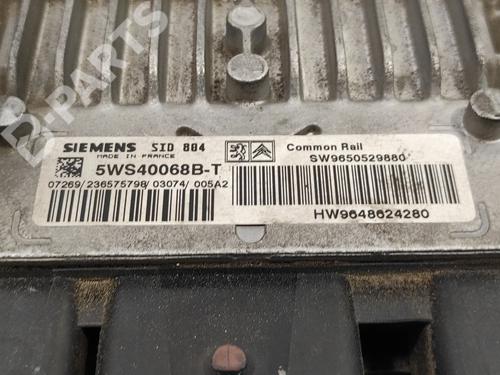 D-PARTS
SIEMENS SID 804
MADE IN FRANCE
5WS40068B-T
07269/236575798/03074/005A2
Common Rail
SW9650529880
HW9648624280